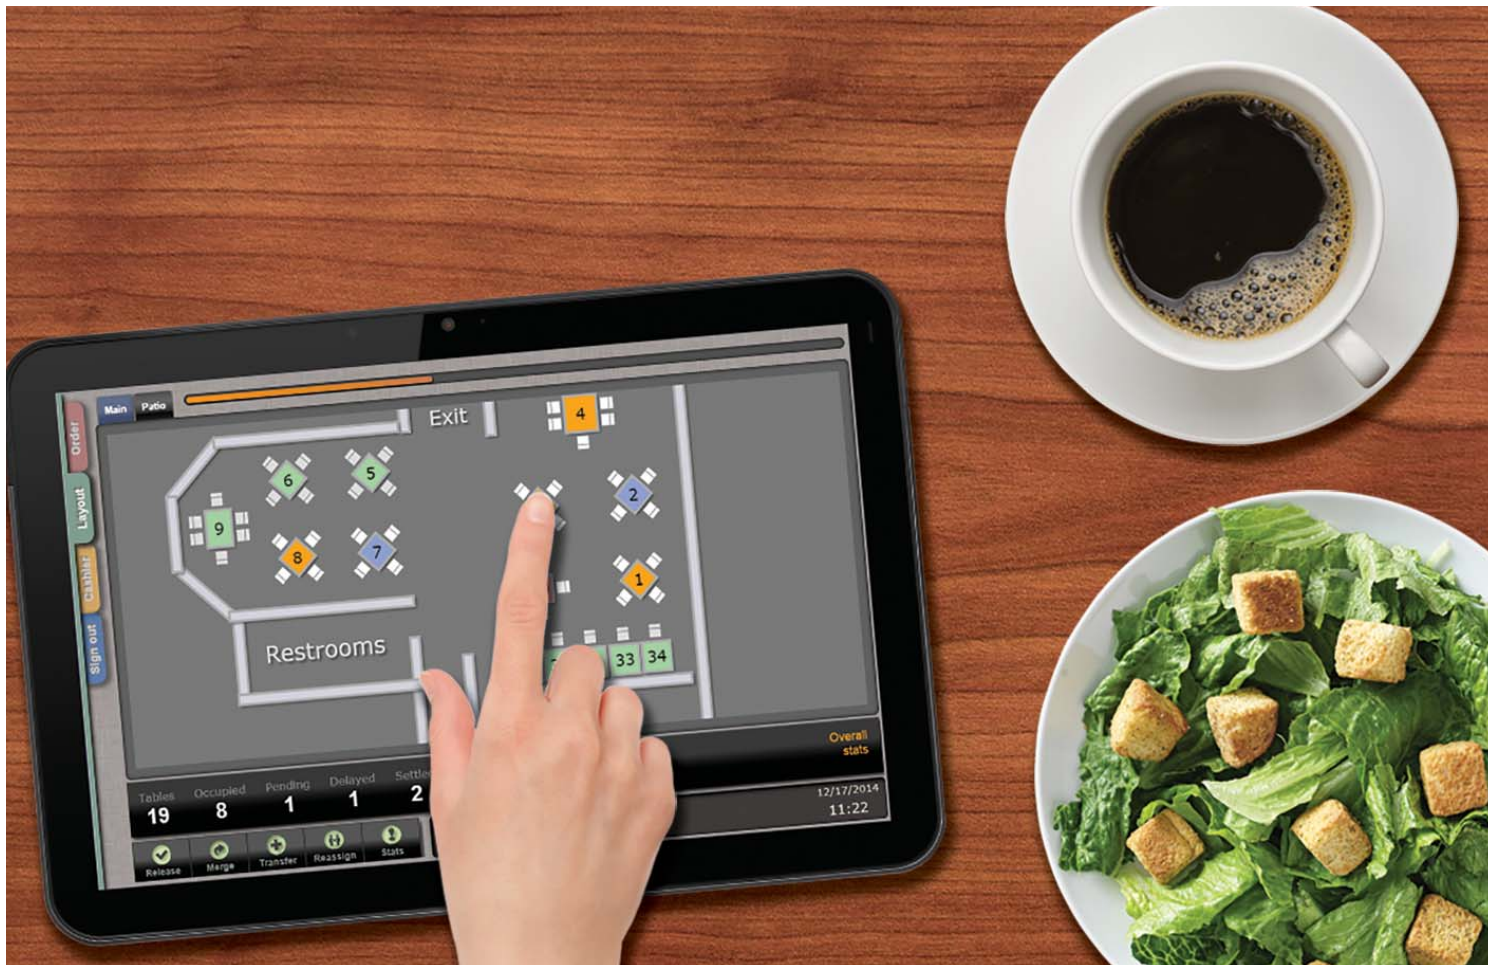 Main Patio
Order
Layout
Cashier
Sign out
Exit
4
6 5
2
9
8 7
1
Restrooms
33 34
Overall
stats
Tables Occupied Pending Delayed
19 8 1 1 2
12/17/2014
11:22
Release Merge Transfer Reassign Stats